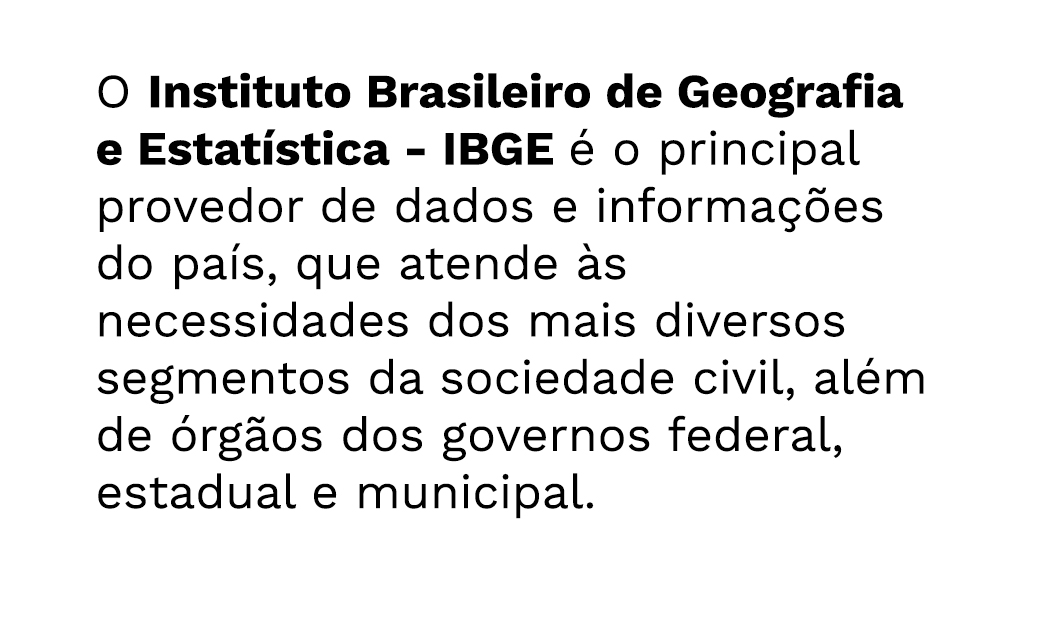 O Instituto Brasileiro de Geografia
e Estatística - IBGE é o principal
provedor de dados e informações
do país, que atende às
necessidades dos mais diversos
segmentos da sociedade civil, além
de órgãos dos governos federal,
estadual e municipal.